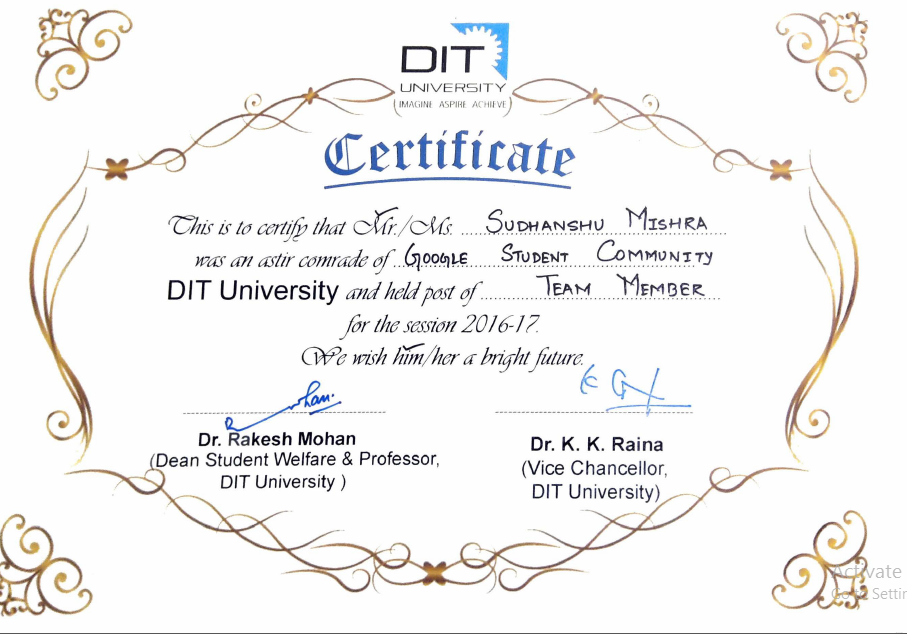 DIT
UNIVERSITY
IMAGINE ASPIRE ACHIEVE
Certificate
This is to certify that Mr./Ms. SUDHANSHU MISHRA
was an astir comrade of GOOGLE STUDENT COMMUNITY
DIT University and held post of TEAM MEMBER
for the session 2016-17.
We wish him/her a bright future.
Dr. Rakesh Mohan
(Dean Student Welfare & Professor,
DIT University )
Dr. K. K. Raina
(Vice Chancellor,
DIT University)
Activate
Go to Settin